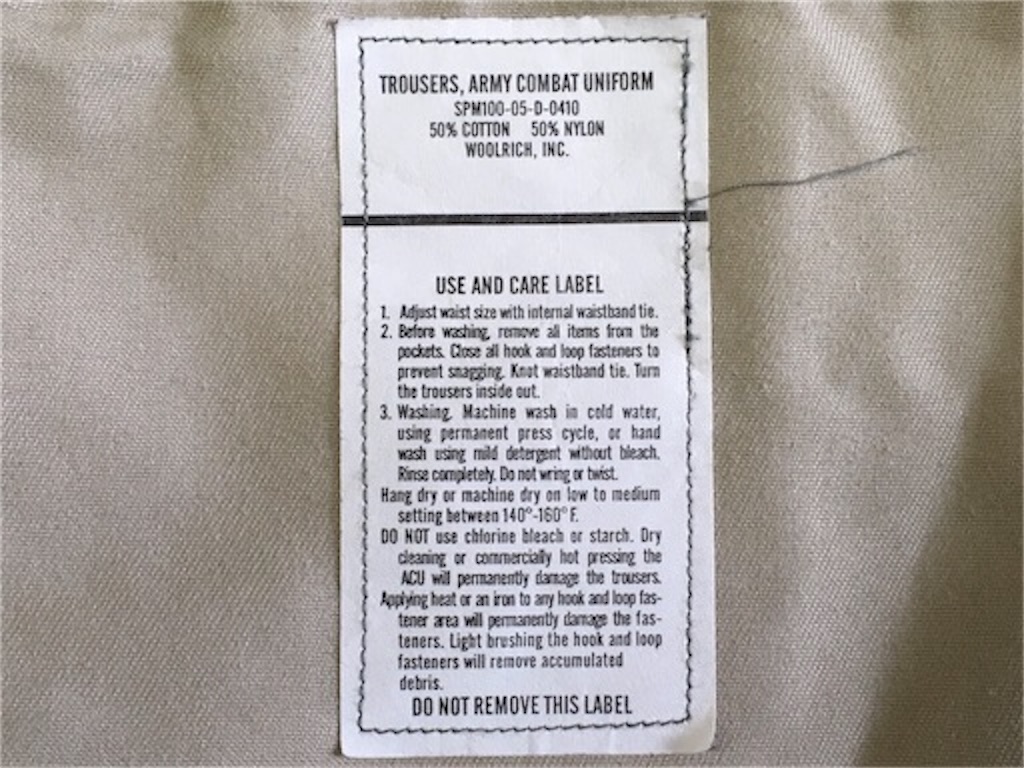 TROUSERS, ARMY COMBAT UNIFORM
SPM100-05-D-0410
50% COTTON 50% NYLON
WOOLRICH, INC.
USE AND CARE LABEL
1. Adjust waist size with internal waistband tie.
2. Before washing, remove all items from the
pockets. Close all hook and loop fasteners to
prevent snagging. Knot waistband tie. Turn
the trousers inside out.
3. Washing. Machine wash in cold water,
using permanent press cycle, or hand
wash using mild detergent without bleach.
Rinse completely. Do not wring or twist.
Hang dry or machine dry on low to medium
setting between 140°-160° F.
DO NOT use chlorine bleach or starch. Dry
cleaning or commercially hot pressing the
ACU will permanently damage the trousers.
Applying heat or an iron to any hook and loop fas-
tener area will permanently damage the fas-
teners. Light brushing the hook and loop
fasteners will remove accumulated
debris.
DO NOT REMOVE THIS LABEL